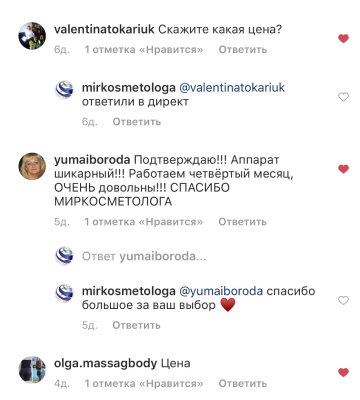 valentinatokariuk Скажите какая цена?
6д. 1 отметка «Нравится» Ответить
mirkosmetologa @valentinatokariuk
ответили в директ
6д. Ответить
yumaiboroda Подтверждаю!!! Аппарат
шикарный!!! Работаем четвёртый месяц,
ОЧЕНЬ довольны!!! СПАСИБО
МИРКОСМЕТОЛОГА
5д. 1 отметка «Нравится» Ответить
Ответ yumaiboroda...
mirkosmetologa @yumaiboroda спасибо
большое за ваш выбор ♥
5д. Ответить
olga.massagbody Цена
4д. 1 отметка «Нравится» Ответить